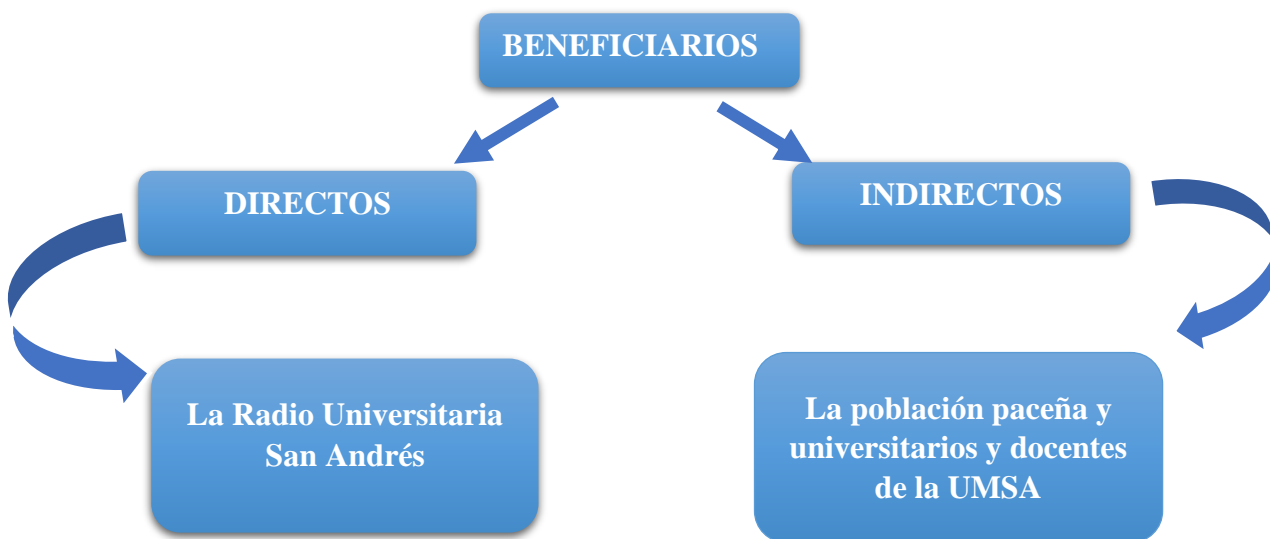 BENEFICIARIOS
DIRECTOS
INDIRECTOS
La Radio Universitaria
San Andrés
La población paceña y
universitarios y docentes
de la UMSA